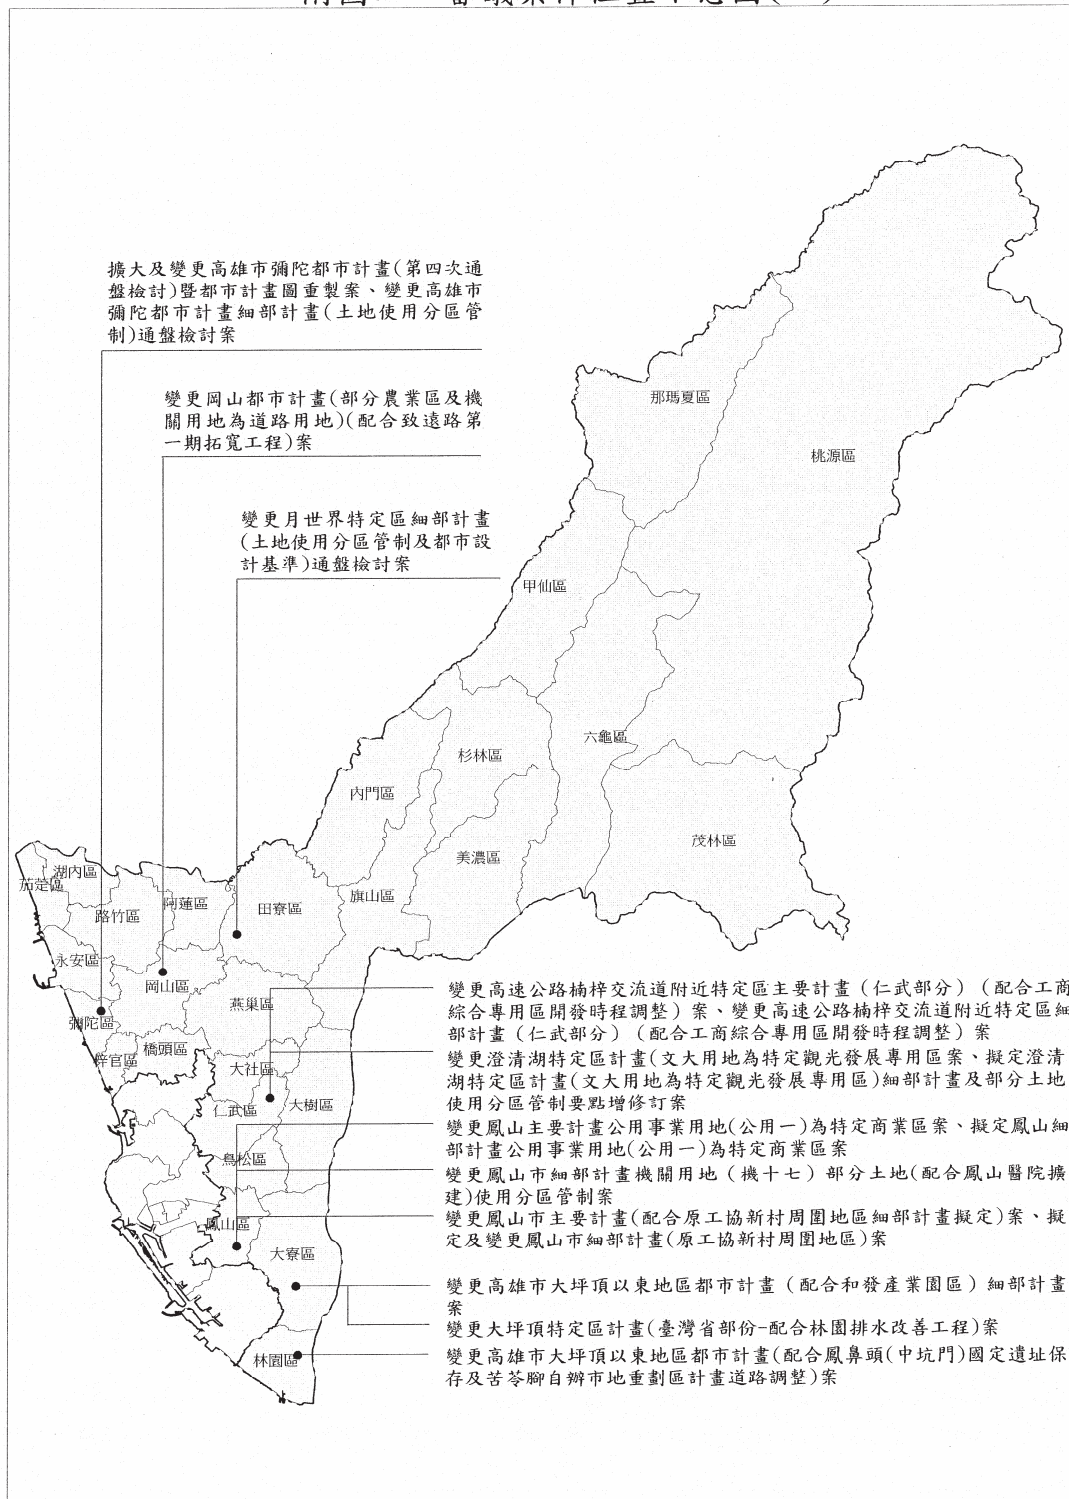 擴大及變更高雄市彌陀都市計畫(第四次通
盤檢討)暨都市計畫圖重製案、變更高雄市
彌陀都市計畫細部計畫(土地使用分區管
制)通盤檢討案
變更岡山都市計畫(部分農業區及機
關用地為道路用地)(配合致遠路第
一期拓寬工程)案
變更月世界特定區細部計畫
(土地使用分區管制及都市設
計基準)通盤檢討案
那瑪夏區
桃源區
甲仙區
六龜區
杉林區
內門區
茂林區
美濃區
湖內區
茄萣區
旗山區
阿蓮區
田寮區
路竹區
永安區
岡山區
燕巢區
彌陀區
橋頭區
梓官區
大社區
大樹區
仁武區
鳥松區
鳳山區
大寮區
林園區
變更高速公路楠梓交流道附近特定區主要計畫（仁武部分）（配合工商
綜合專用區開發時程調整）案、變更高速公路楠梓交流道附近特定區細
部計畫（仁武部分）（配合工商綜合專用區開發時程調整）案
變更澄清湖特定區計畫(文大用地為特定觀光發展專用區案、擬定澄清
湖特定區計畫(文大用地為特定觀光發展專用區)細部計畫及部分土地
使用分區管制要點增修訂案
變更鳳山主要計畫公用事業用地(公用一)為特定商業區案、擬定鳳山細
部計畫公用事業用地(公用一)為特定商業區案
變更鳳山市細部計畫機關用地（機十七）部分土地(配合鳳山醫院擴
建)使用分區管制案
變更鳳山市主要計畫(配合原工協新村周圍地區細部計畫擬定)案、擬
定及變更鳳山市細部計畫(原工協新村周圍地區)案
變更高雄市大坪頂以東地區都市計畫（配合和發產業園區）細部計畫
案
變更大坪頂特定區計畫(臺灣省部份-配合林園排水改善工程)案
變更高雄市大坪頂以東地區都市計畫(配合鳳鼻頭(中坑門)國定遺址保
存及苦苓腳自辦市地重劃區計畫道路調整)案